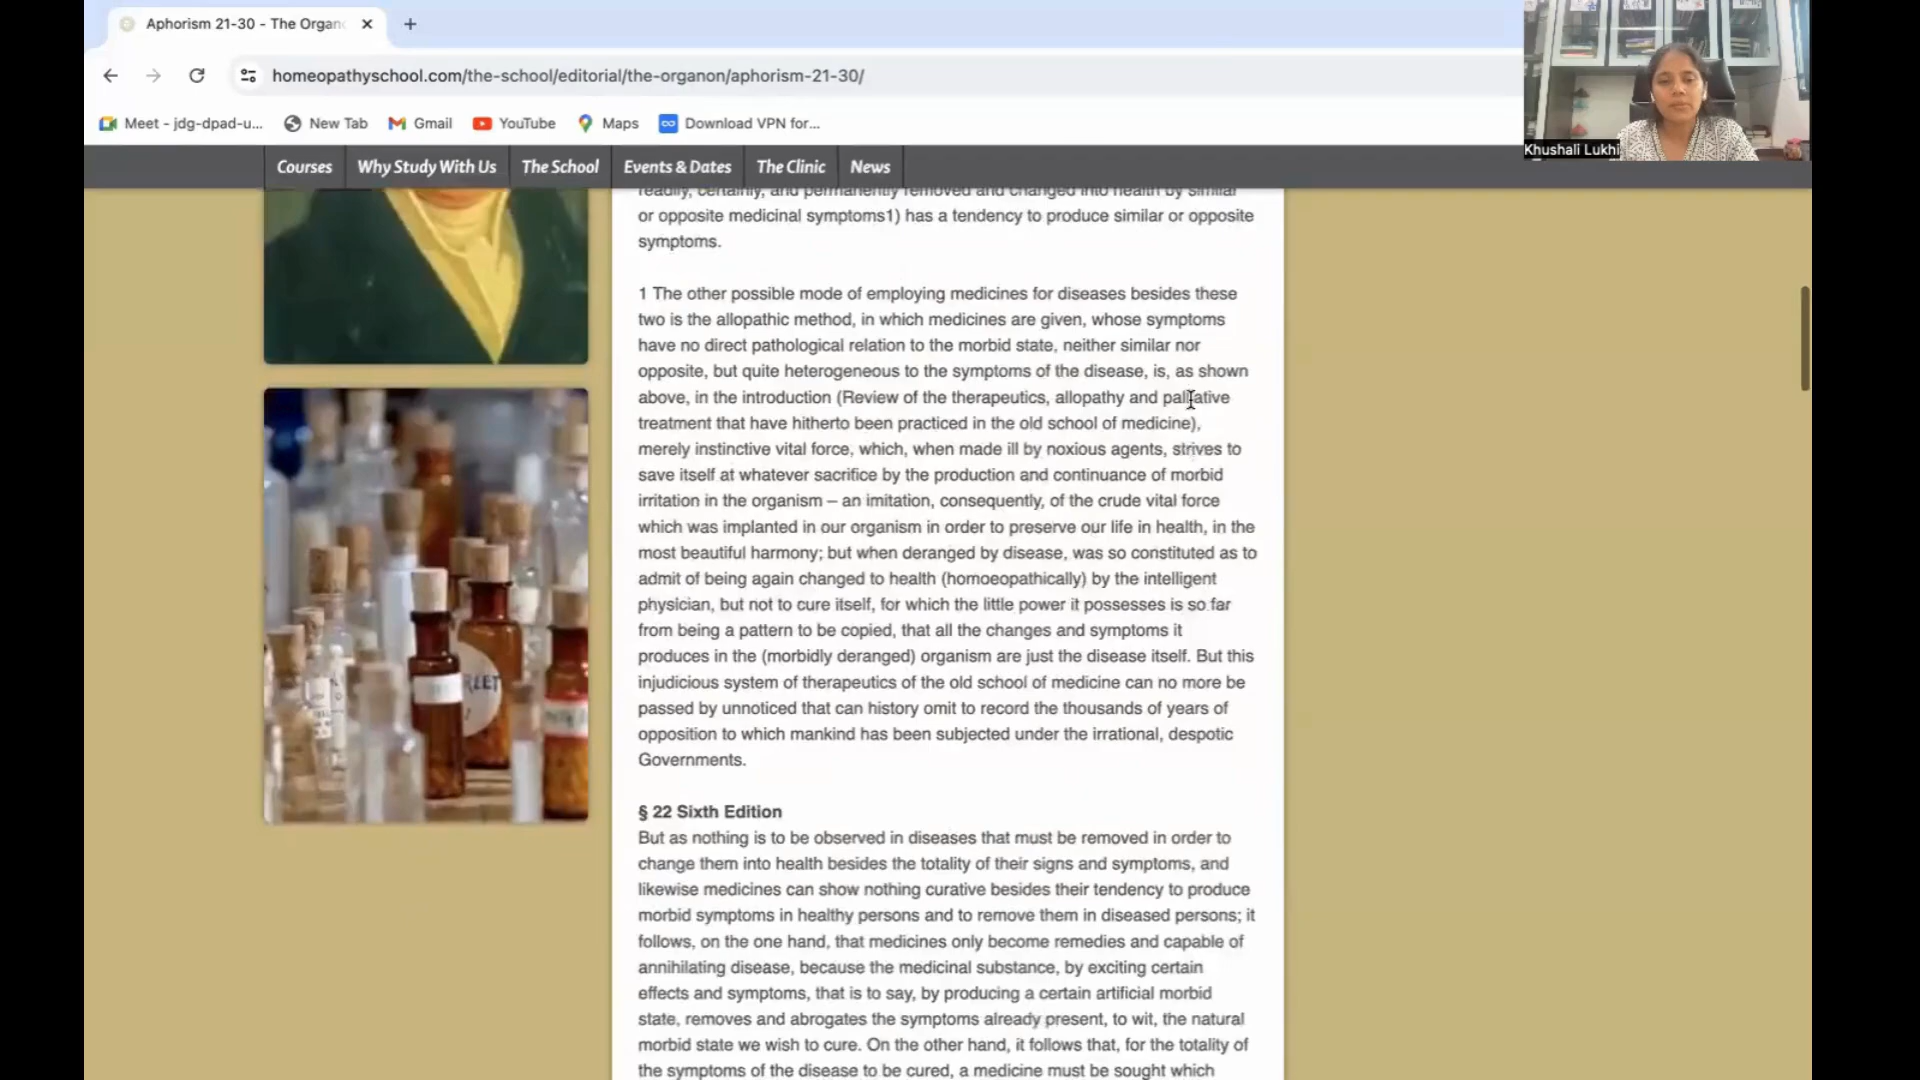 Aphorism 21-30 - The Organ
homeopathyschool.com/the-school/editorial/the-organon/aphorism-21-30/
Meet - jdg-dpad-u... New Tab Gmail YouTube Maps Download VPN for...
Khushali Lukhi
Courses Why Study With Us The School Events & Dates The Clinic News
readily, certainly, and permanently removed and changed into health by similar
or opposite medicinal symptoms1) has a tendency to produce similar or opposite
symptoms.
1 The other possible mode of employing medicines for diseases besides these
two is the allopathic method, in which medicines are given, whose symptoms
have no direct pathological relation to the morbid state, neither similar nor
opposite, but quite heterogeneous to the symptoms of the disease, is, as shown
above, in the introduction (Review of the therapeutics, allopathy and palliative
treatment that have hitherto been practiced in the old school of medicine),
merely instinctive vital force, which, when made ill by noxious agents, strives to
save itself at whatever sacrifice by the production and continuance of morbid
irritation in the organism – an imitation, consequently, of the crude vital force
which was implanted in our organism in order to preserve our life in health, in the
most beautiful harmony; but when deranged by disease, was so constituted as to
admit of being again changed to health (homoeopathically) by the intelligent
physician, but not to cure itself, for which the little power it possesses is so far
from being a pattern to be copied, that all the changes and symptoms it
produces in the (morbidly deranged) organism are just the disease itself. But this
injudicious system of therapeutics of the old school of medicine can no more be
passed by unnoticed that can history omit to record the thousands of years of
opposition to which mankind has been subjected under the irrational, despotic
Governments.
§ 22 Sixth Edition
But as nothing is to be observed in diseases that must be removed in order to
change them into health besides the totality of their signs and symptoms, and
likewise medicines can show nothing curative besides their tendency to produce
morbid symptoms in healthy persons and to remove them in diseased persons; it
follows, on the one hand, that medicines only become remedies and capable of
annihilating disease, because the medicinal substance, by exciting certain
effects and symptoms, that is to say, by producing a certain artificial morbid
state, removes and abrogates the symptoms already present, to wit, the natural
morbid state we wish to cure. On the other hand, it follows that, for the totality of
the symptoms of the disease to be cured, a medicine must be sought which